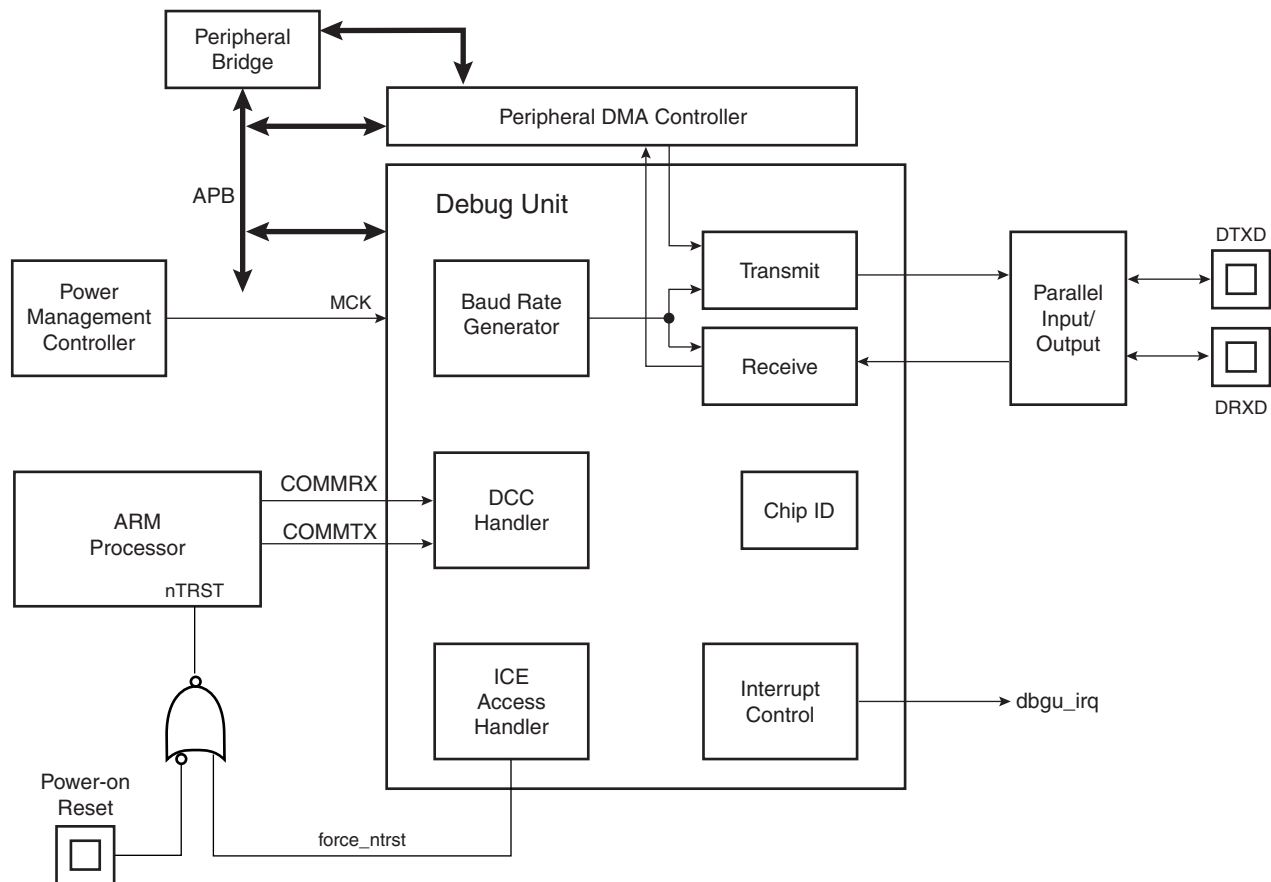 Peripheral
Bridge
Peripheral DMA Controller
APB
Debug Unit
DTXD
Power
Management
Controller
MCK
Baud Rate
Generator
Transmit
Parallel
Input/
Output
Receive
DRXD
ARM
Processor
nTRST
COMMRX
COMMTX
DCC
Handler
Chip ID
ICE
Access
Handler
Interrupt
Control
dbgu_irq
Power-on
Reset
force_ntrst